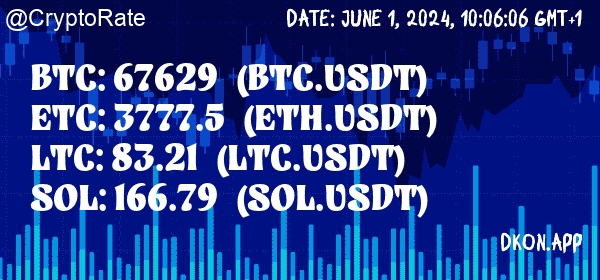 @CryptoRate
DATE: JUNE 1, 2024, 10:06:06 GMT+1
BTC: 67629 (BTC.USDT)
ETC: 3777.5 (ETH.USDT)
LTC: 83.21 (LTC.USDT)
SOL: 166.79 (SOL.USDT)
DKON.APP